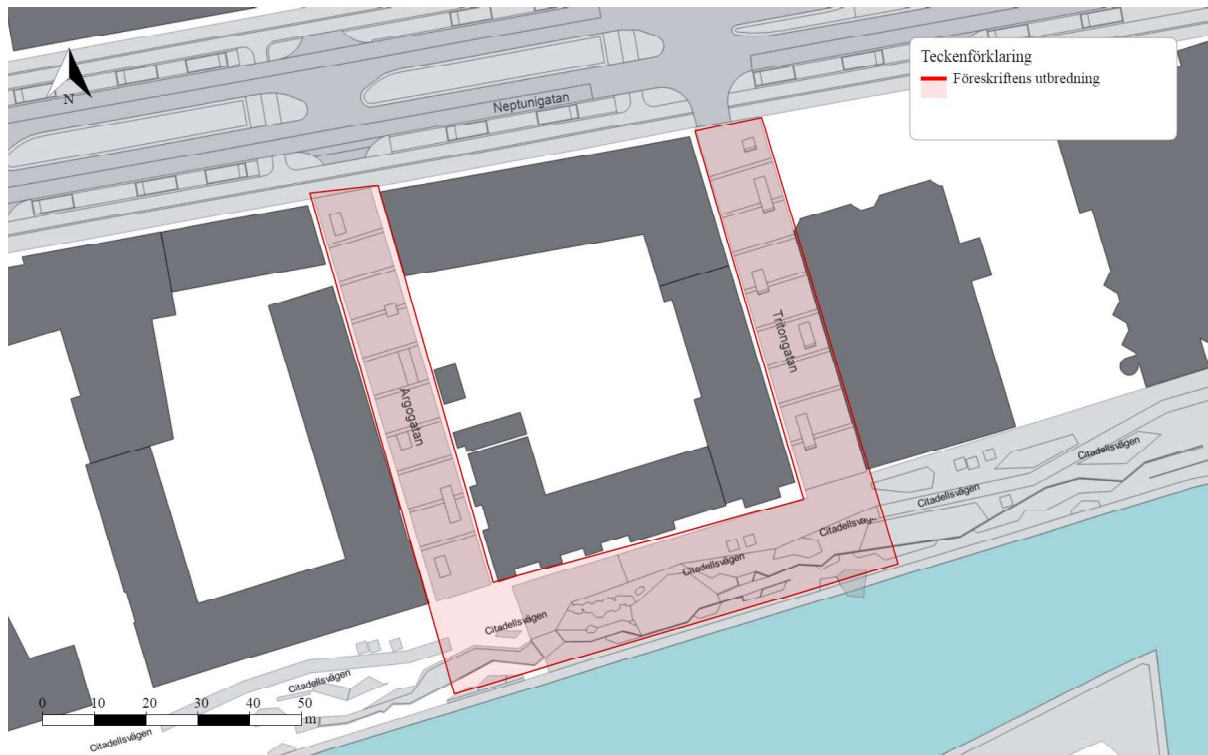 Teckenförklaring
Föreskriftens utbredning
N
Neptunigatan
Tritongatan
Argogatan
Citadellsvägen
Citadellsvägen
Citadellsvägen
Citadellsvägen
Citadellsvägen
Citadellsvägen
Citadellsvägen
0 10 20 30 40 50
m